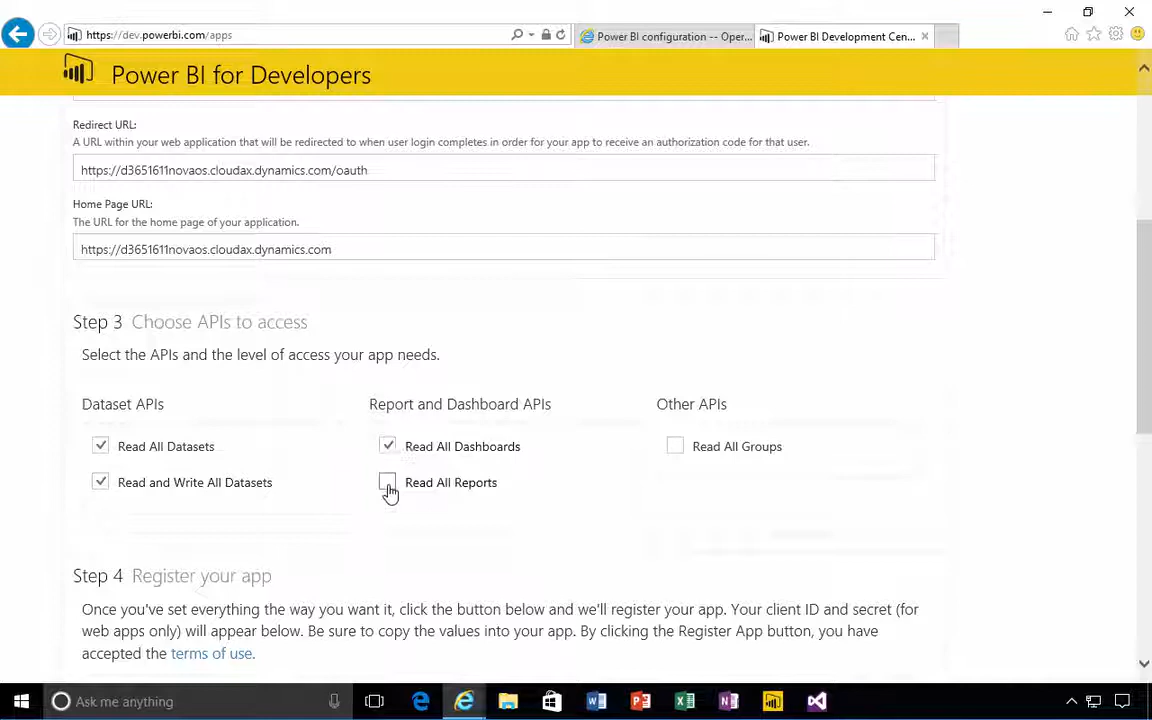 https://dev.powerbi.com/apps
Power BI configuration -- Oper...
Power BI Development Cen...
Power BI for Developers
Redirect URL:
A URL within your web application that will be redirected to when user login completes in order for your app to receive an authorization code for that user.
https://d3651611novaos.cloudax.dynamics.com/oauth
Home Page URL:
The URL for the home page of your application.
https://d3651611novaos.cloudax.dynamics.com
Step 3 Choose APIs to access
Select the APIs and the level of access your app needs.
Dataset APIs
Report and Dashboard APIs
Other APIs
Read All Datasets
Read All Dashboards
Read All Groups
Read and Write All Datasets
Read All Reports
Step 4 Register your app
Once you've set everything the way you want it, click the button below and we'll register your app. Your client ID and secret (for
web apps only) will appear below. Be sure to copy the values into your app. By clicking the Register App button, you have
accepted the terms of use.
Ask me anything